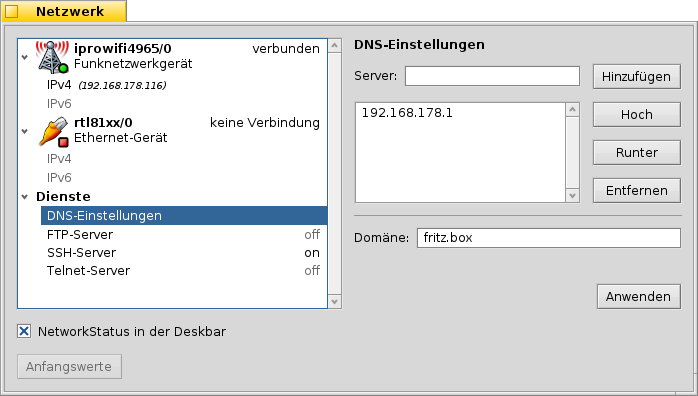 Netzwerk
iprowifi4965/0 verbunden
Funknetzwerkgerät
IPv4 (192.168.178.116)
IPv6
rtl81xx/0 keine Verbindung
Ethernet-Gerät
IPv4
IPv6
Dienste
DNS-Einstellungen
FTP-Server off
SSH-Server on
Telnet-Server off
NetworkStatus in der Deskbar
Anfangswerte
DNS-Einstellungen
Server: Hinzufügen
192.168.178.1
Hoch
Runter
Entfernen
Domäne: fritz.box
Anwenden